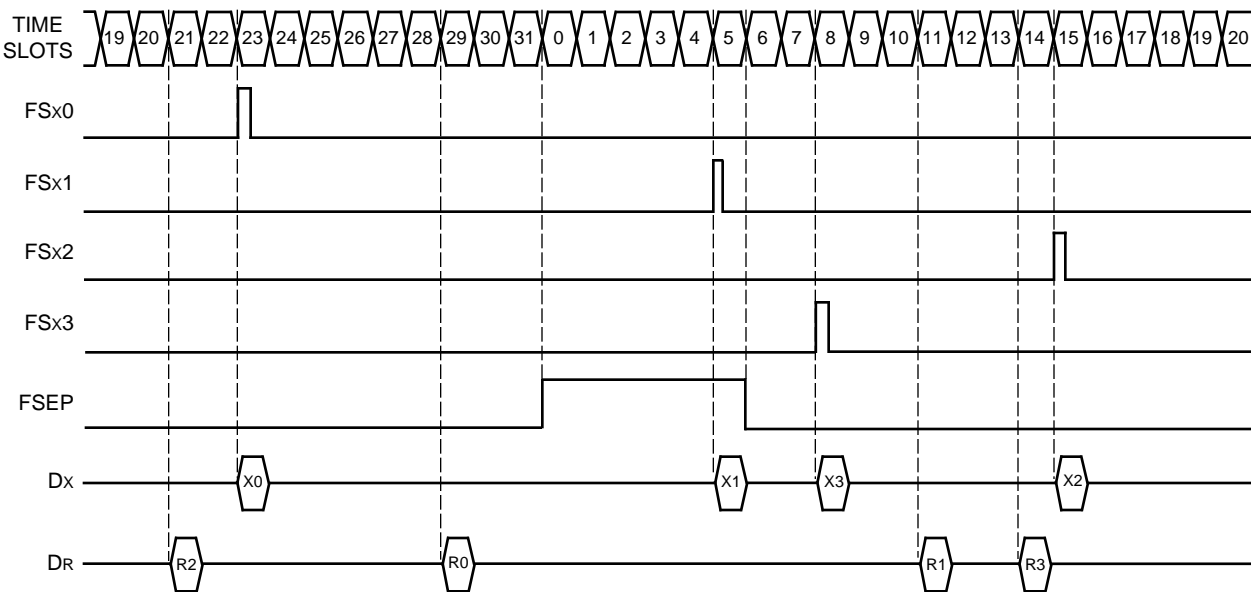 TIME SLOTS 19 20 21 22 23 24 25 26 27 28 29 30 31 0 1 2 3 4 5 6 7 8 9 10 11 12 13 14 15 16 17 18 19 20
FSX0
FSX1
FSX2
FSX3
FSEP
DX X0 X1 X3 X2
DR R2 R0 R1 R3